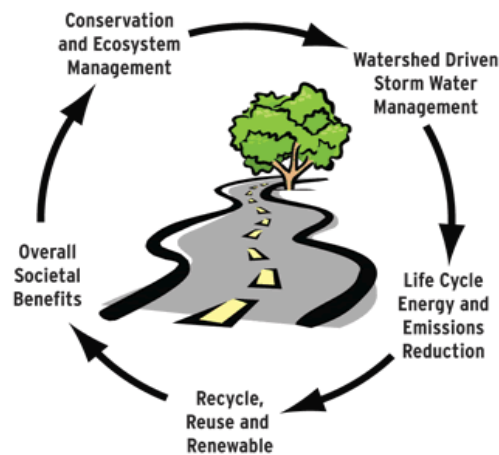 Conservation
and Ecosystem
Management
Watershed Driven
Storm Water
Management
Life Cycle
Energy and
Emissions
Reduction
Recycle,
Reuse and
Renewable
Overall
Societal
Benefits